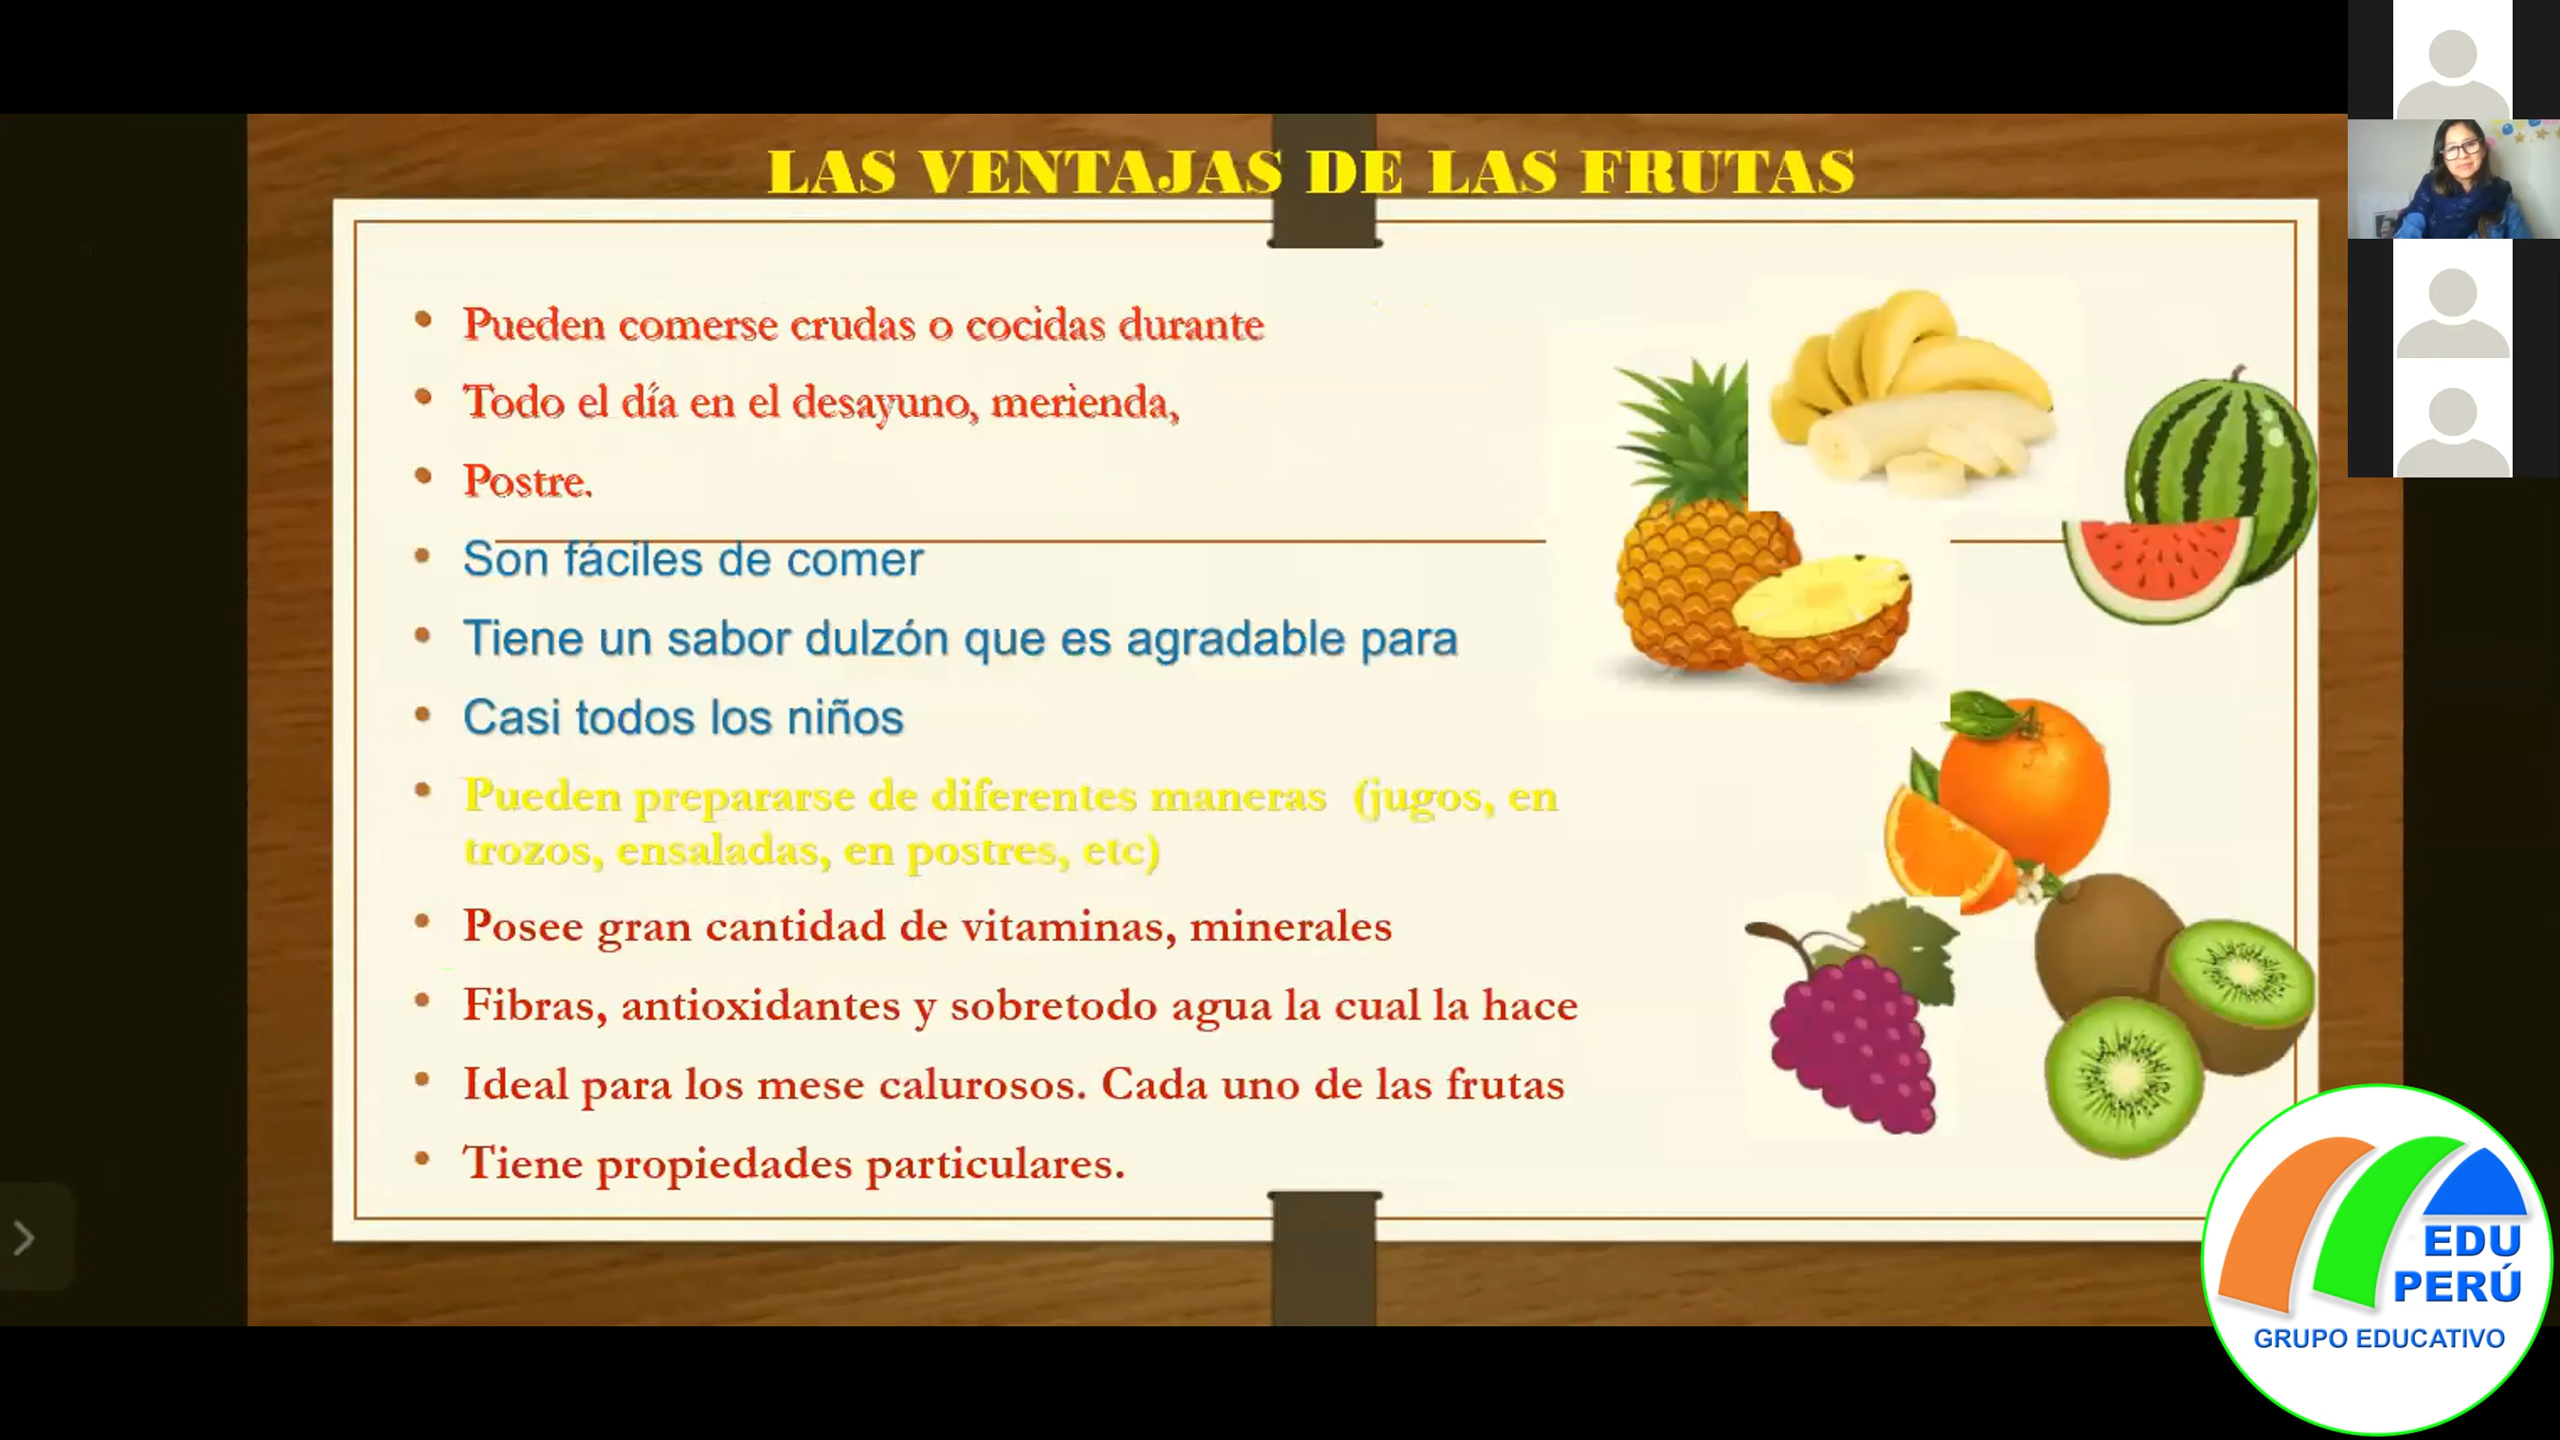 LAS VENTAJAS DE LAS FRUTAS
Pueden comerse crudas o cocidas durante
Todo el día en el desayuno, merienda,
Postre.
Son fáciles de comer
Tiene un sabor dulzón que es agradable para
Casi todos los niños
Pueden prepararse de diferentes maneras (jugos, en
trozos, ensaladas, en postres, etc)
Posee gran cantidad de vitaminas, minerales
Fibras, antioxidantes y sobretodo agua la cual la hace
Ideal para los mese calurosos. Cada uno de las frutas
Tiene propiedades particulares.
EDU
PERÚ
GRUPO EDUCATIVO